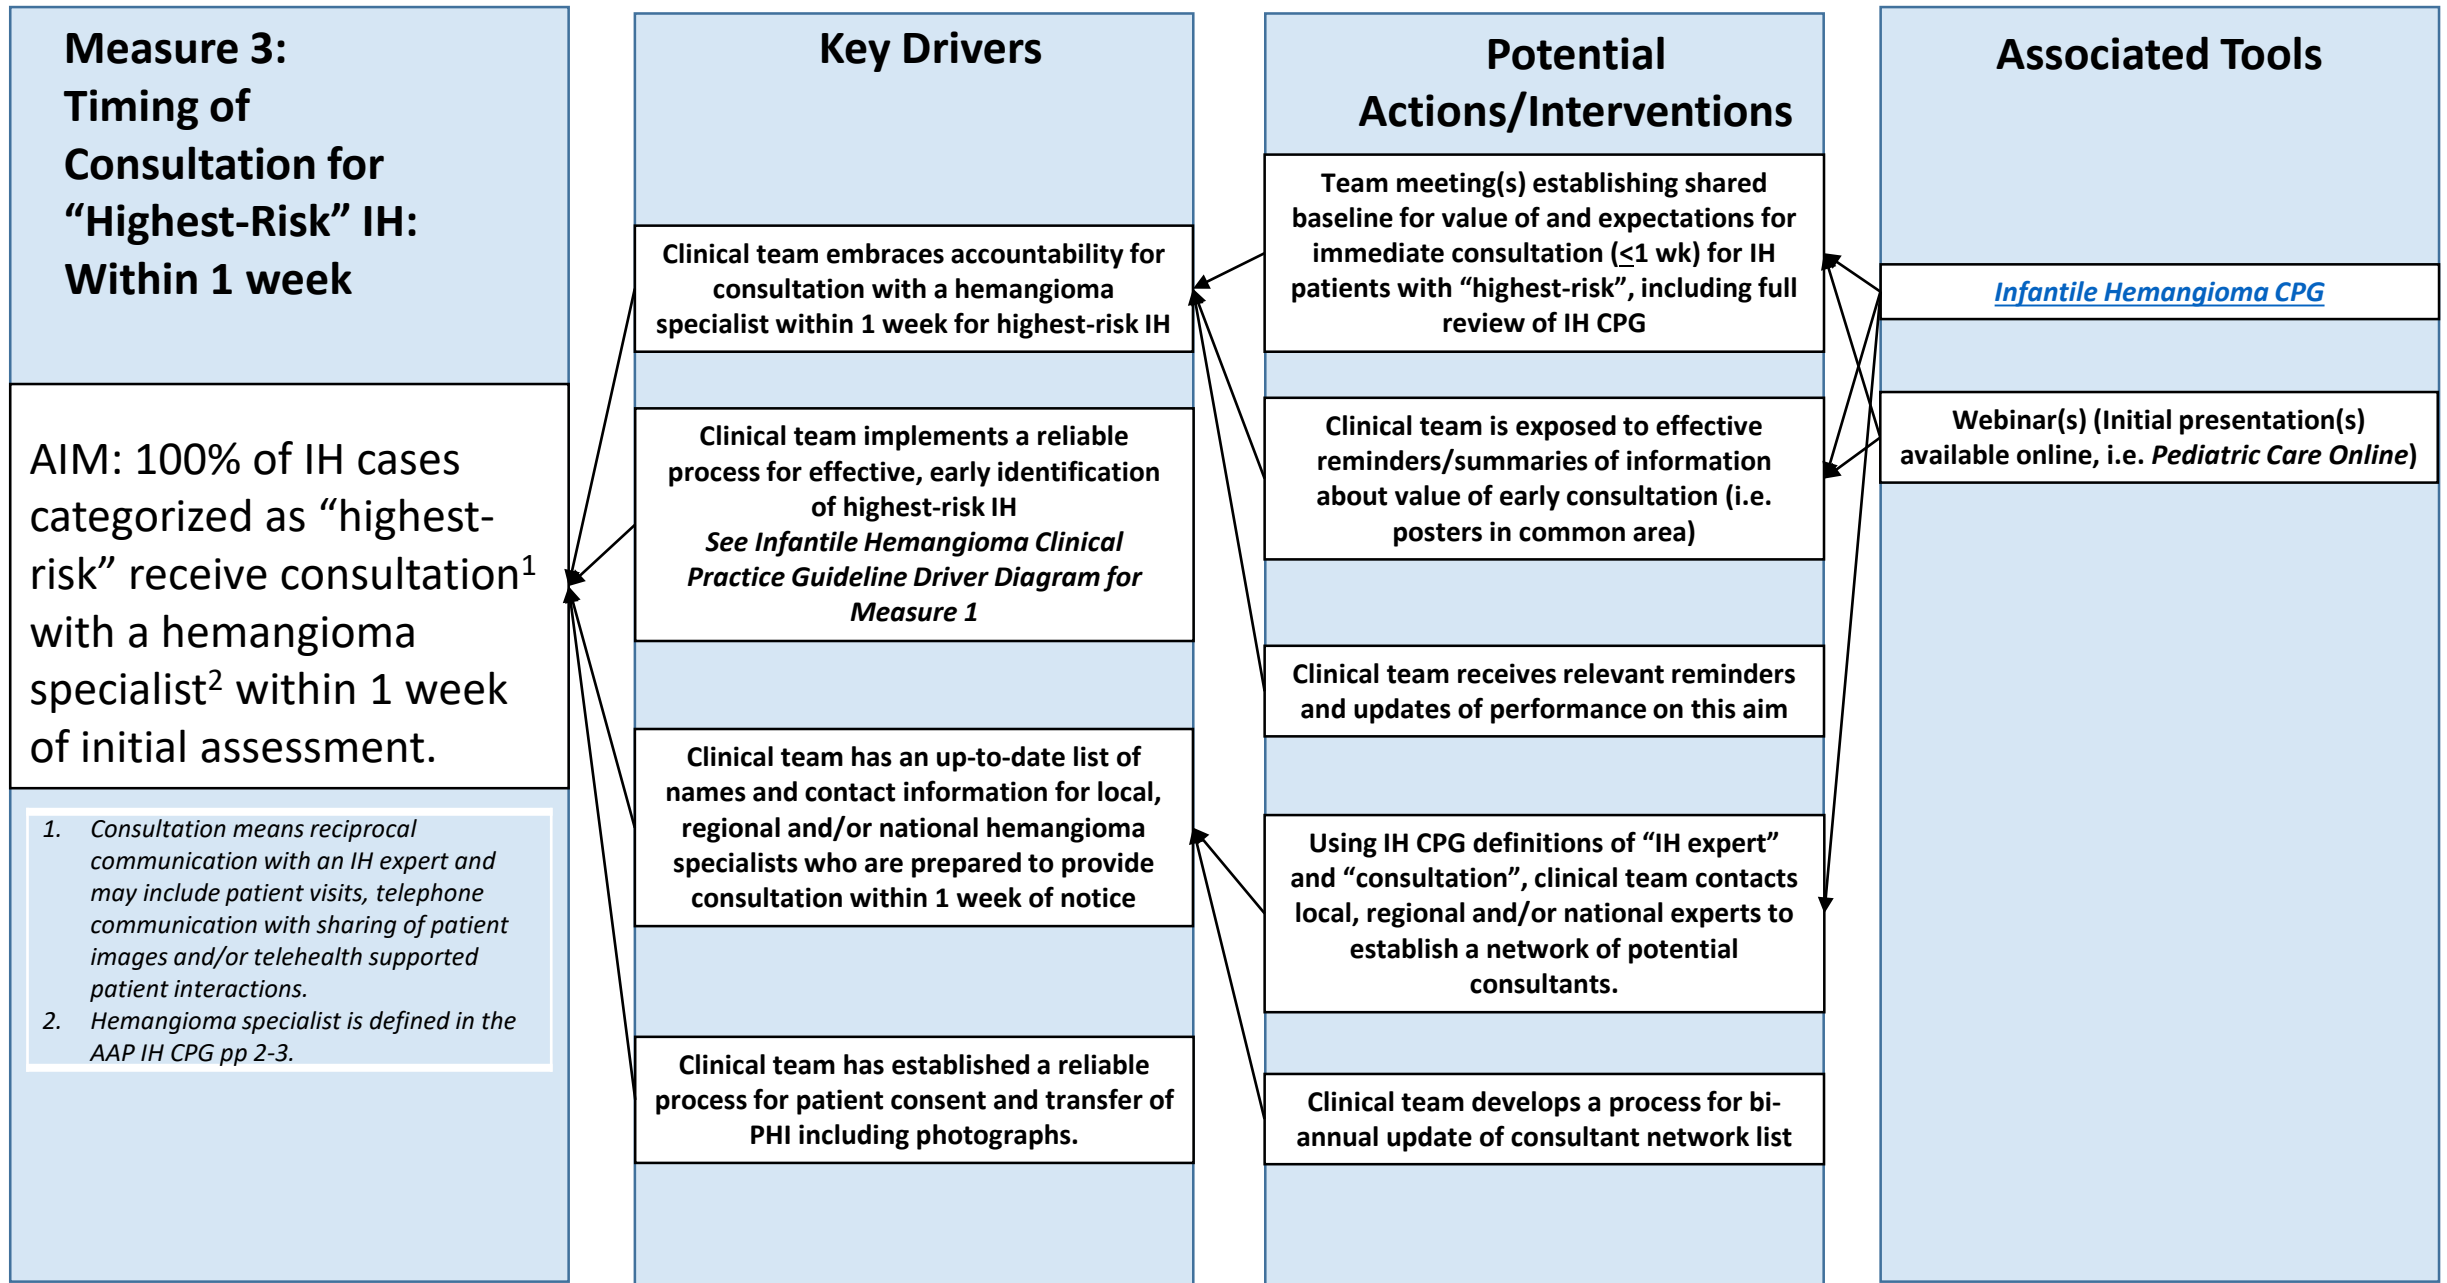 Measure 3:
Timing of
Consultation for
“Highest-Risk” IH:
Within 1 week
AIM: 100% of IH cases
categorized as “highest-
risk” receive consultation1
with a hemangioma
specialist2 within 1 week
of initial assessment.
1. Consultation means reciprocal
communication with an IH expert and
may include patient visits, telephone
communication with sharing of patient
images and/or telehealth supported
patient interactions.
2. Hemangioma specialist is defined in the
AAP IH CPG pp 2-3.
Key Drivers
Clinical team embraces accountability for
consultation with a hemangioma
specialist within 1 week for highest-risk IH
Clinical team implements a reliable
process for effective, early identification
of highest-risk IH
See Infantile Hemangioma Clinical
Practice Guideline Driver Diagram for
Measure 1
Clinical team has an up-to-date list of
names and contact information for local,
regional and/or national hemangioma
specialists who are prepared to provide
consultation within 1 week of notice
Clinical team has established a reliable
process for patient consent and transfer of
PHI including photographs.
Potential
Actions/Interventions
Team meeting(s) establishing shared
baseline for value of and expectations for
immediate consultation (≤1 wk) for IH
patients with “highest-risk”, including full
review of IH CPG
Clinical team is exposed to effective
reminders/summaries of information
about value of early consultation (i.e.
posters in common area)
Clinical team receives relevant reminders
and updates of performance on this aim
Using IH CPG definitions of “IH expert”
and “consultation”, clinical team contacts
local, regional and/or national experts to
establish a network of potential
consultants.
Clinical team develops a process for bi-
annual update of consultant network list
Associated Tools
Infantile Hemangioma CPG
Webinar(s) (Initial presentation(s)
available online, i.e. Pediatric Care Online)